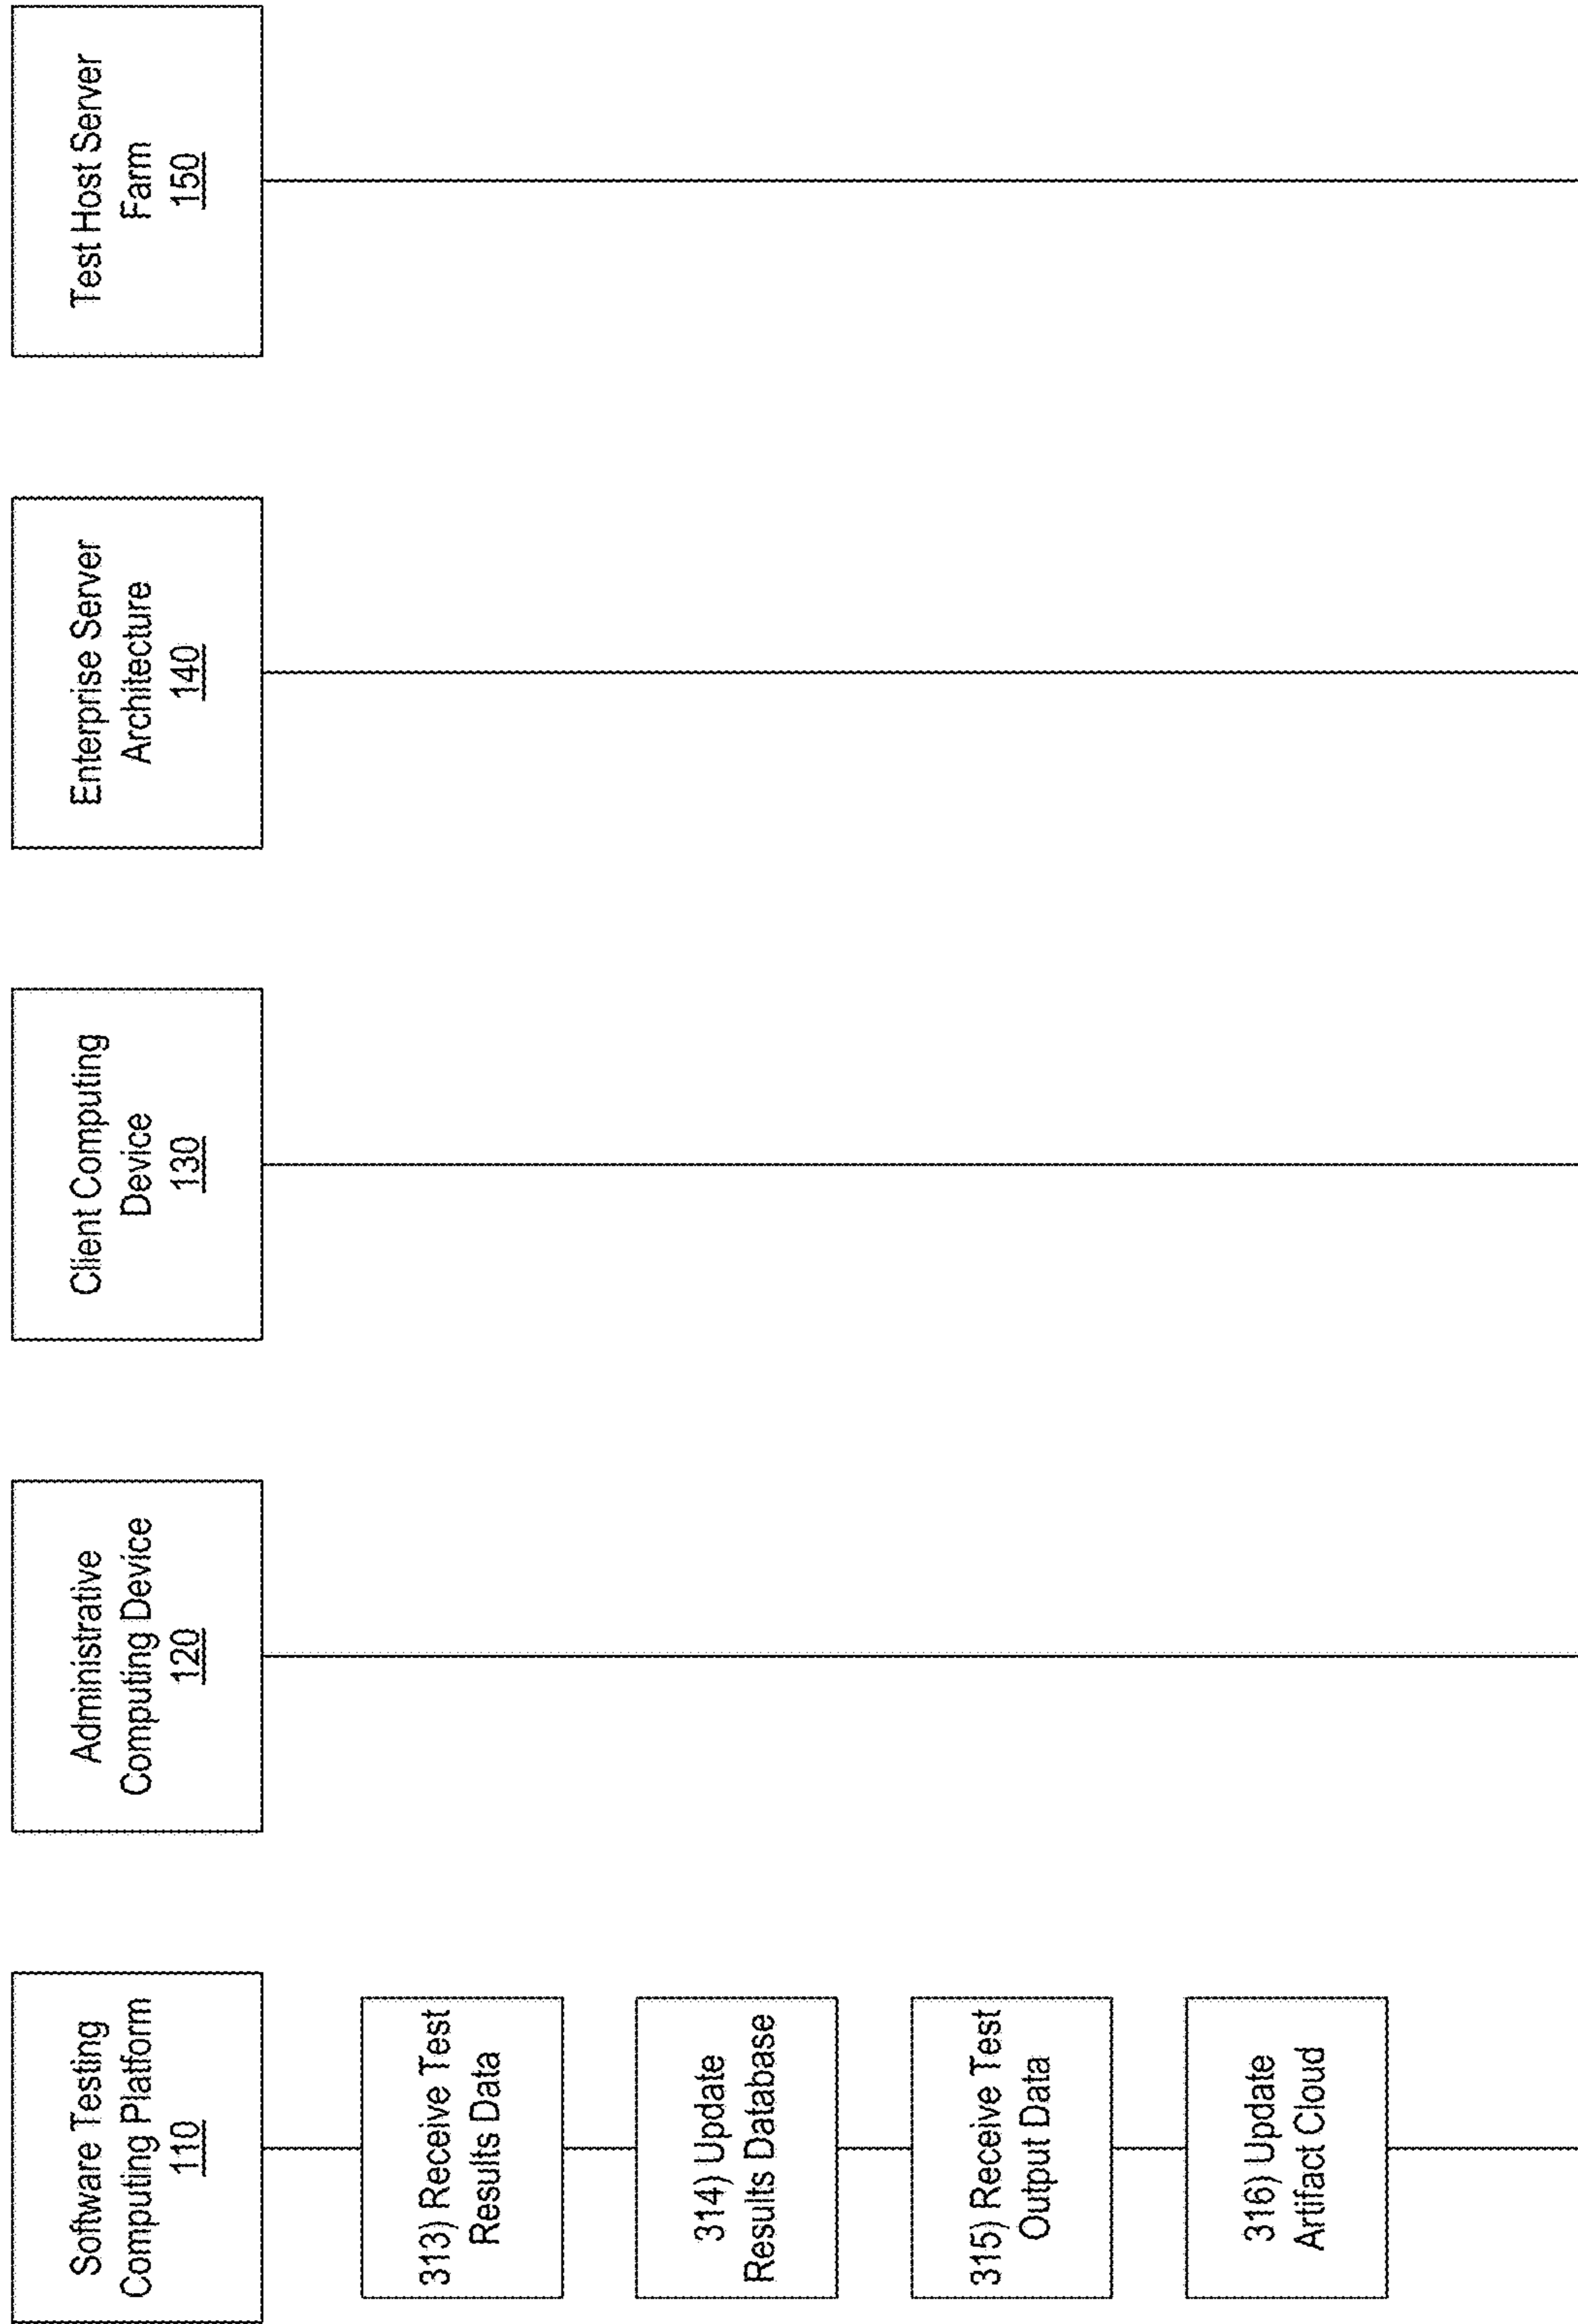 Software Testing
Computing Platform
110
Administrative
Computing Device
120
Client Computing
Device
130
Enterprise Server
Architecture
140
Test Host Server
Farm
150
313) Receive Test
Results Data
314) Update
Results Database
315) Receive Test
Output Data
316) Update
Artifact Cloud